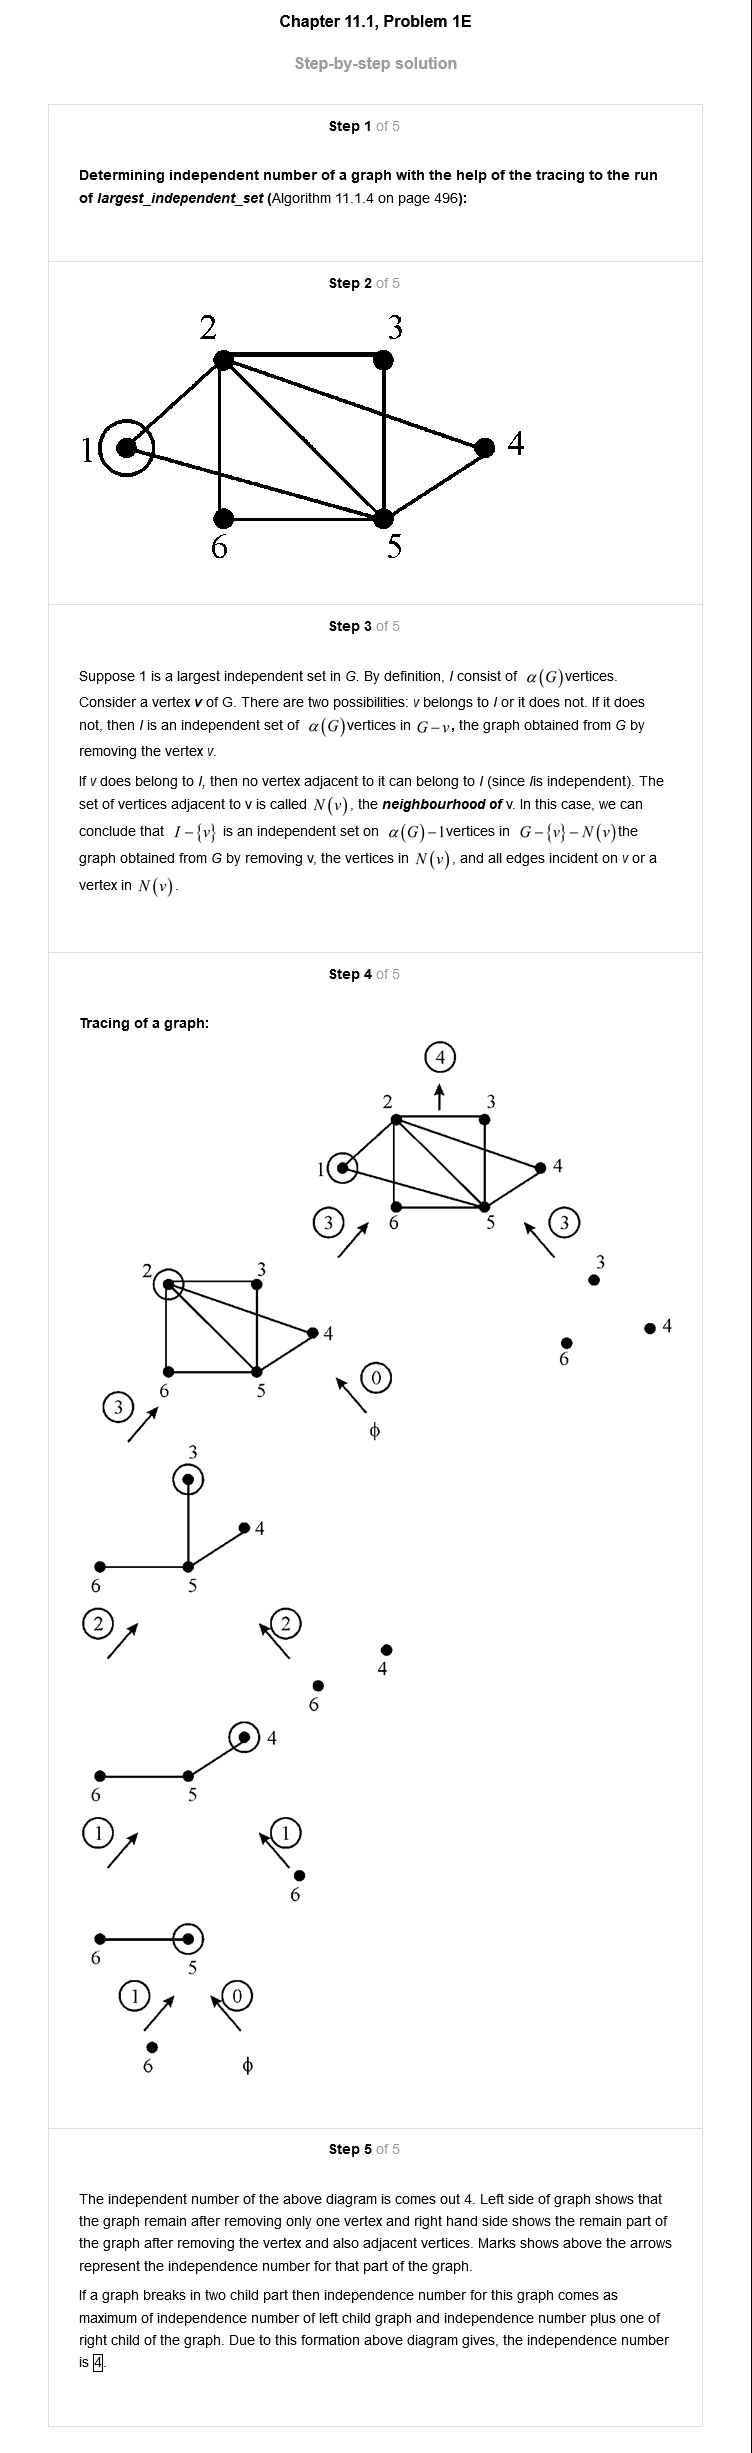 Chapter 11.1, Problem 1E
Step-by-step solution
Step 1 of 5
Determining independent number of a graph with the help of the tracing to the run
of largest_independent_set (Algorithm 11.1.4 on page 496):
Step 2 of 5
2 3
1 4
6 5
Step 3 of 5
Suppose 1 is a largest independent set in G. By definition, I consist of α(G)vertices.
Consider a vertex v of G. There are two possibilities: v belongs to I or it does not. If it does
not, then I is an independent set of α(G)vertices in G−v, the graph obtained from G by
removing the vertex v.
If v does belong to I, then no vertex adjacent to it can belong to I (since Iis independent). The
set of vertices adjacent to v is called N(v), the neighbourhood of v. In this case, we can
conclude that I−{v} is an independent set on α(G)−1vertices in G−{v}−N(v)the
graph obtained from G by removing v, the vertices in N(v), and all edges incident on v or a
vertex in N(v).
Step 4 of 5
Tracing of a graph:
4
2 3
1 4
3 6 5 3
2 3 3
4 4
6
6 5 0
3 ϕ
3
4
6 5
2 2
4
6
4
6 5
1 1
6
6
5
1 0
6 ϕ
Step 5 of 5
The independent number of the above diagram is comes out 4. Left side of graph shows that
the graph remain after removing only one vertex and right hand side shows the remain part of
the graph after removing the vertex and also adjacent vertices. Marks shows above the arrows
represent the independence number for that part of the graph.
If a graph breaks in two child part then independence number for this graph comes as
maximum of independence number of left child graph and independence number plus one of
right child of the graph. Due to this formation above diagram gives, the independence number
is 4.